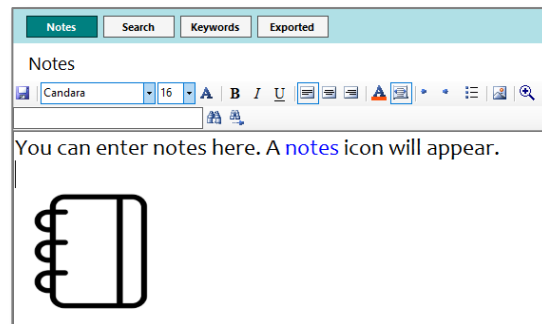 Notes Search Keywords Exported
Notes
Candara 16 A B I U A
You can enter notes here. A notes icon will appear.